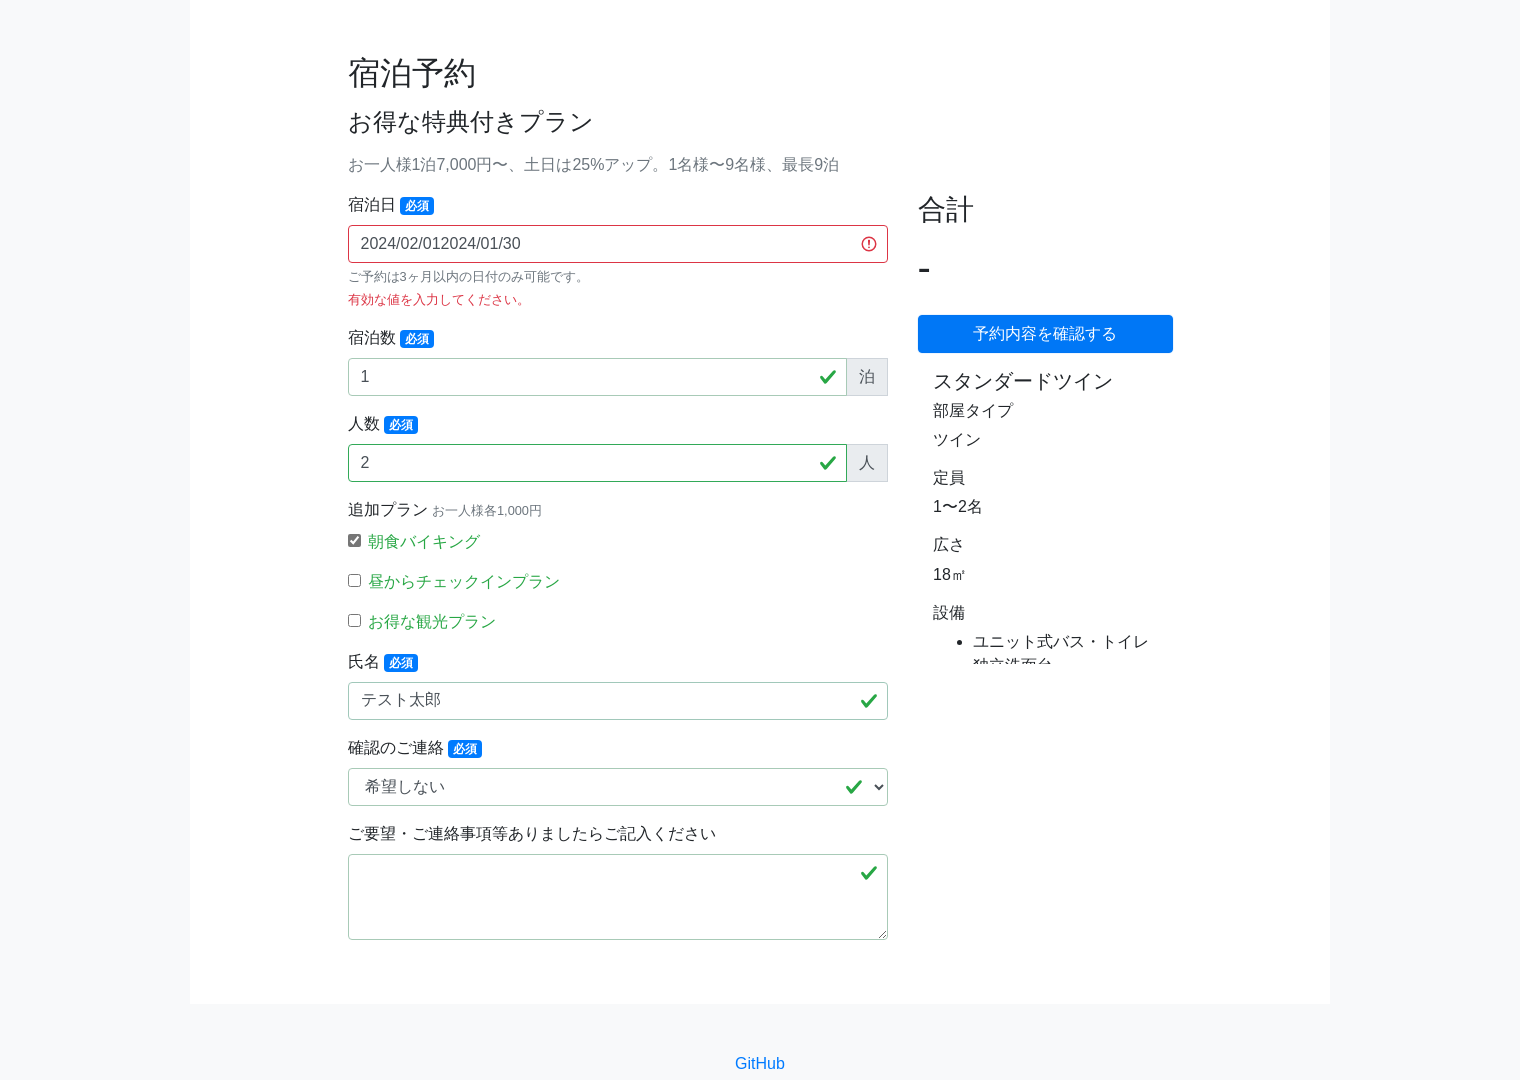 宿泊予約
お得な特典付きプラン
お一人様1泊7,000円〜、土日は25%アップ。1名様〜9名様、最長9泊
宿泊日 必須
2024/02/012024/01/30
ご予約は3ヶ月以内の日付のみ可能です。
有効な値を入力してください。
宿泊数 必須
1 泊
人数 必須
2 人
追加プラン お一人様各1,000円
朝食バイキング
昼からチェックインプラン
お得な観光プラン
氏名 必須
テスト太郎
確認のご連絡 必須
希望しない
ご要望・ご連絡事項等ありましたらご記入ください
合計
-
予約内容を確認する
スタンダードツイン
部屋タイプ
ツイン
定員
1〜2名
広さ
18㎡
設備
ユニット式バス・トイレ
独立洗面台
GitHub